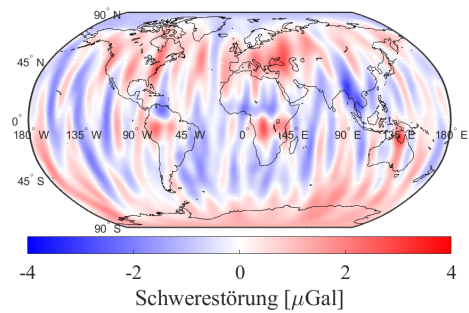 90° N
45° N
0°
180° W 135° W 90° W 45° W 0° 45° E 90° E 135° E 180° E
45° S
90° S
-4 -2 0 2 4
Schwerestörung [μGal]